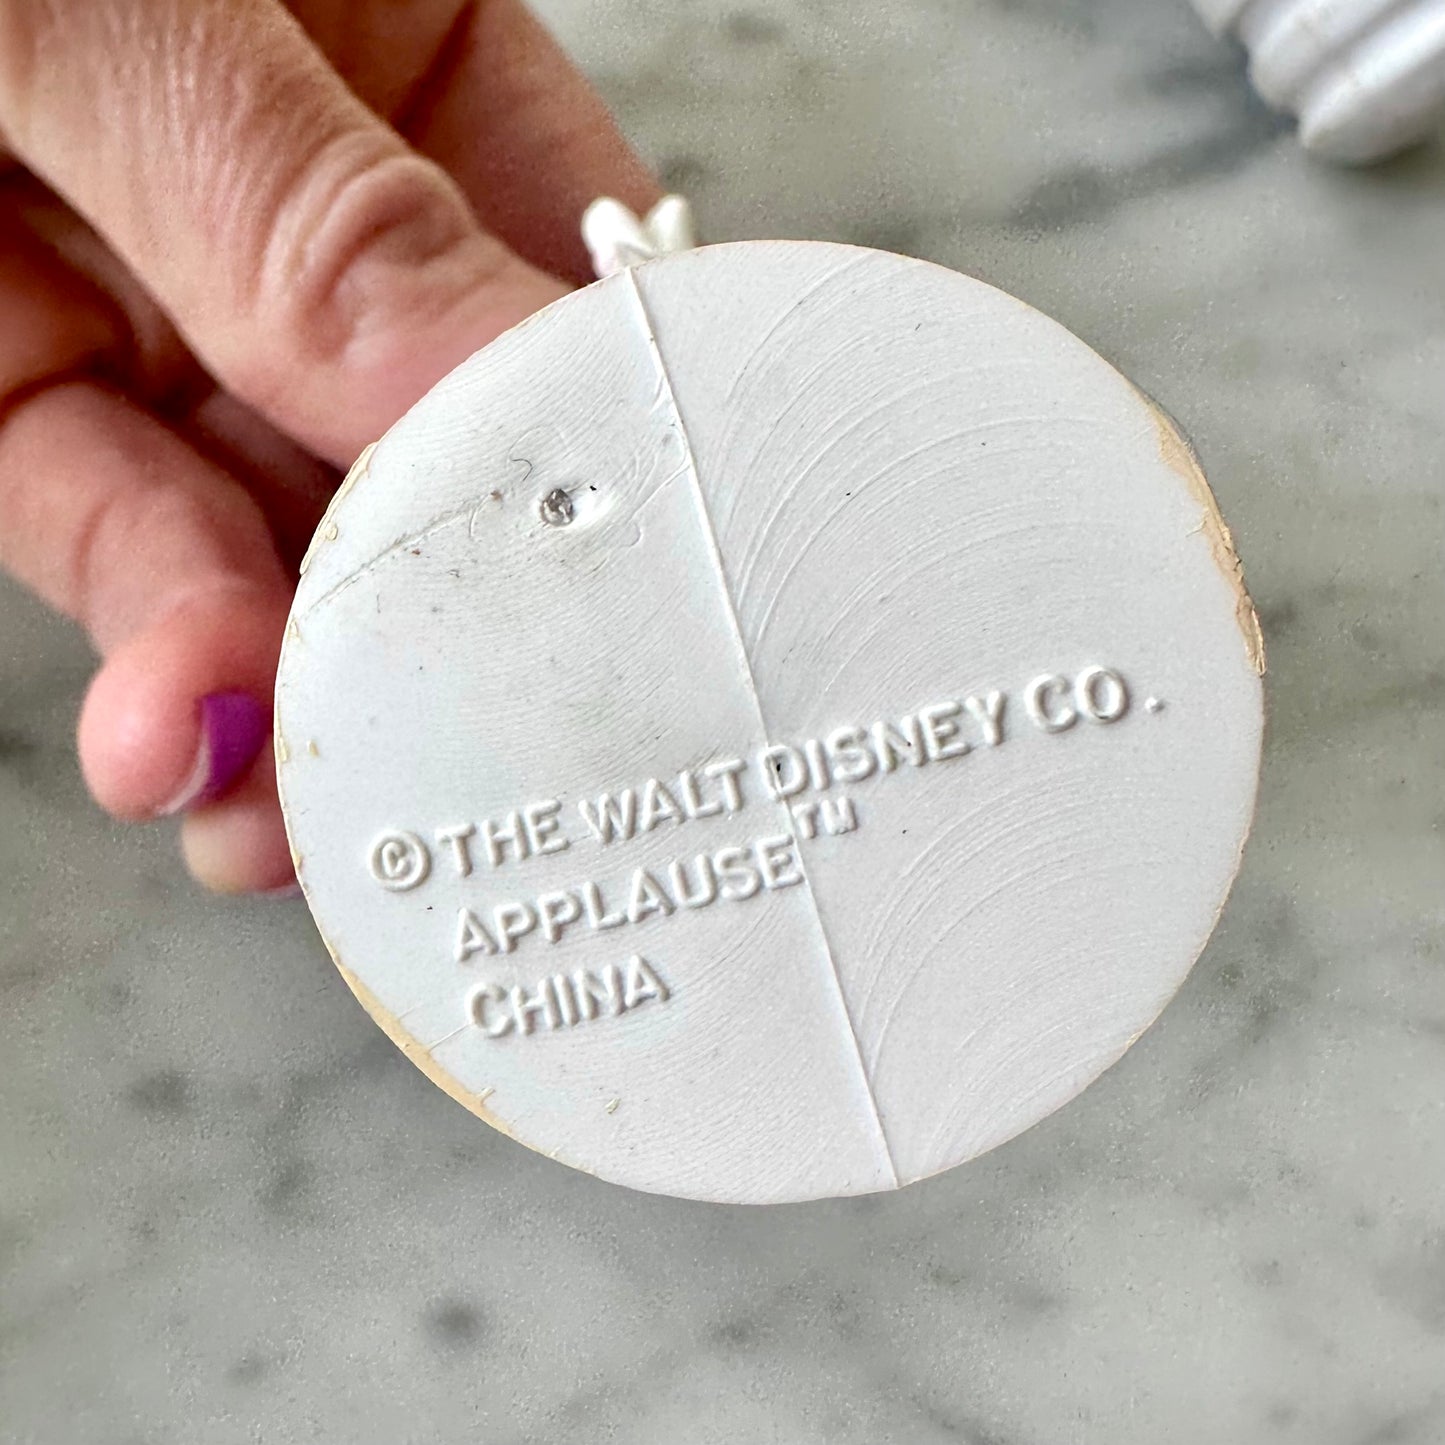 © THE WALT DISNEY CO.
APPLAUSE™
CHINA